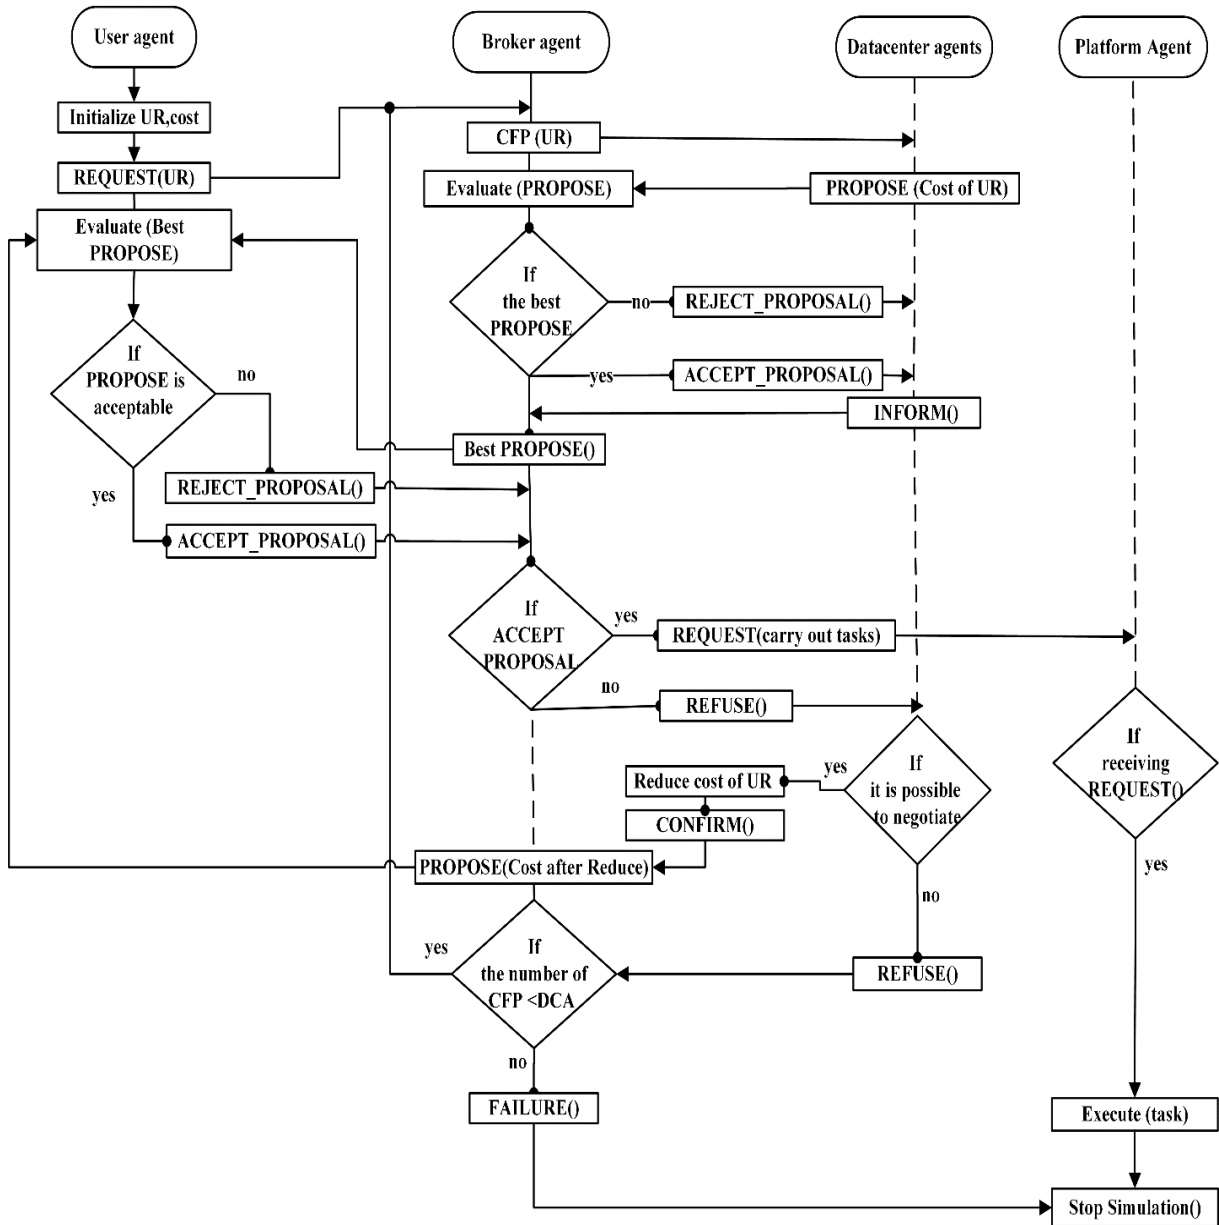 User agent
Broker agent
Datacenter agents
Platform Agent
Initialize UR,cost
CFP (UR)
REQUEST(UR)
Evaluate (PROPOSE)
PROPOSE (Cost of UR)
Evaluate (Best
PROPOSE)
If
the best
PROPOSE
no
REJECT_PROPOSAL()
If
PROPOSE is
acceptable
no
yes
ACCEPT_PROPOSAL()
INFORM()
Best PROPOSE()
yes
REJECT_PROPOSAL()
ACCEPT_PROPOSAL()
If
ACCEPT
PROPOSAL
yes
REQUEST(carry out tasks)
no
REFUSE()
If
receiving
REQUEST()
If
it is possible
to negotiate
yes
Reduce cost of UR
CONFIRM()
PROPOSE(Cost after Reduce)
yes
no
yes
If
the number of
CFP <DCA
REFUSE()
no
FAILURE()
Execute (task)
Stop Simulation()